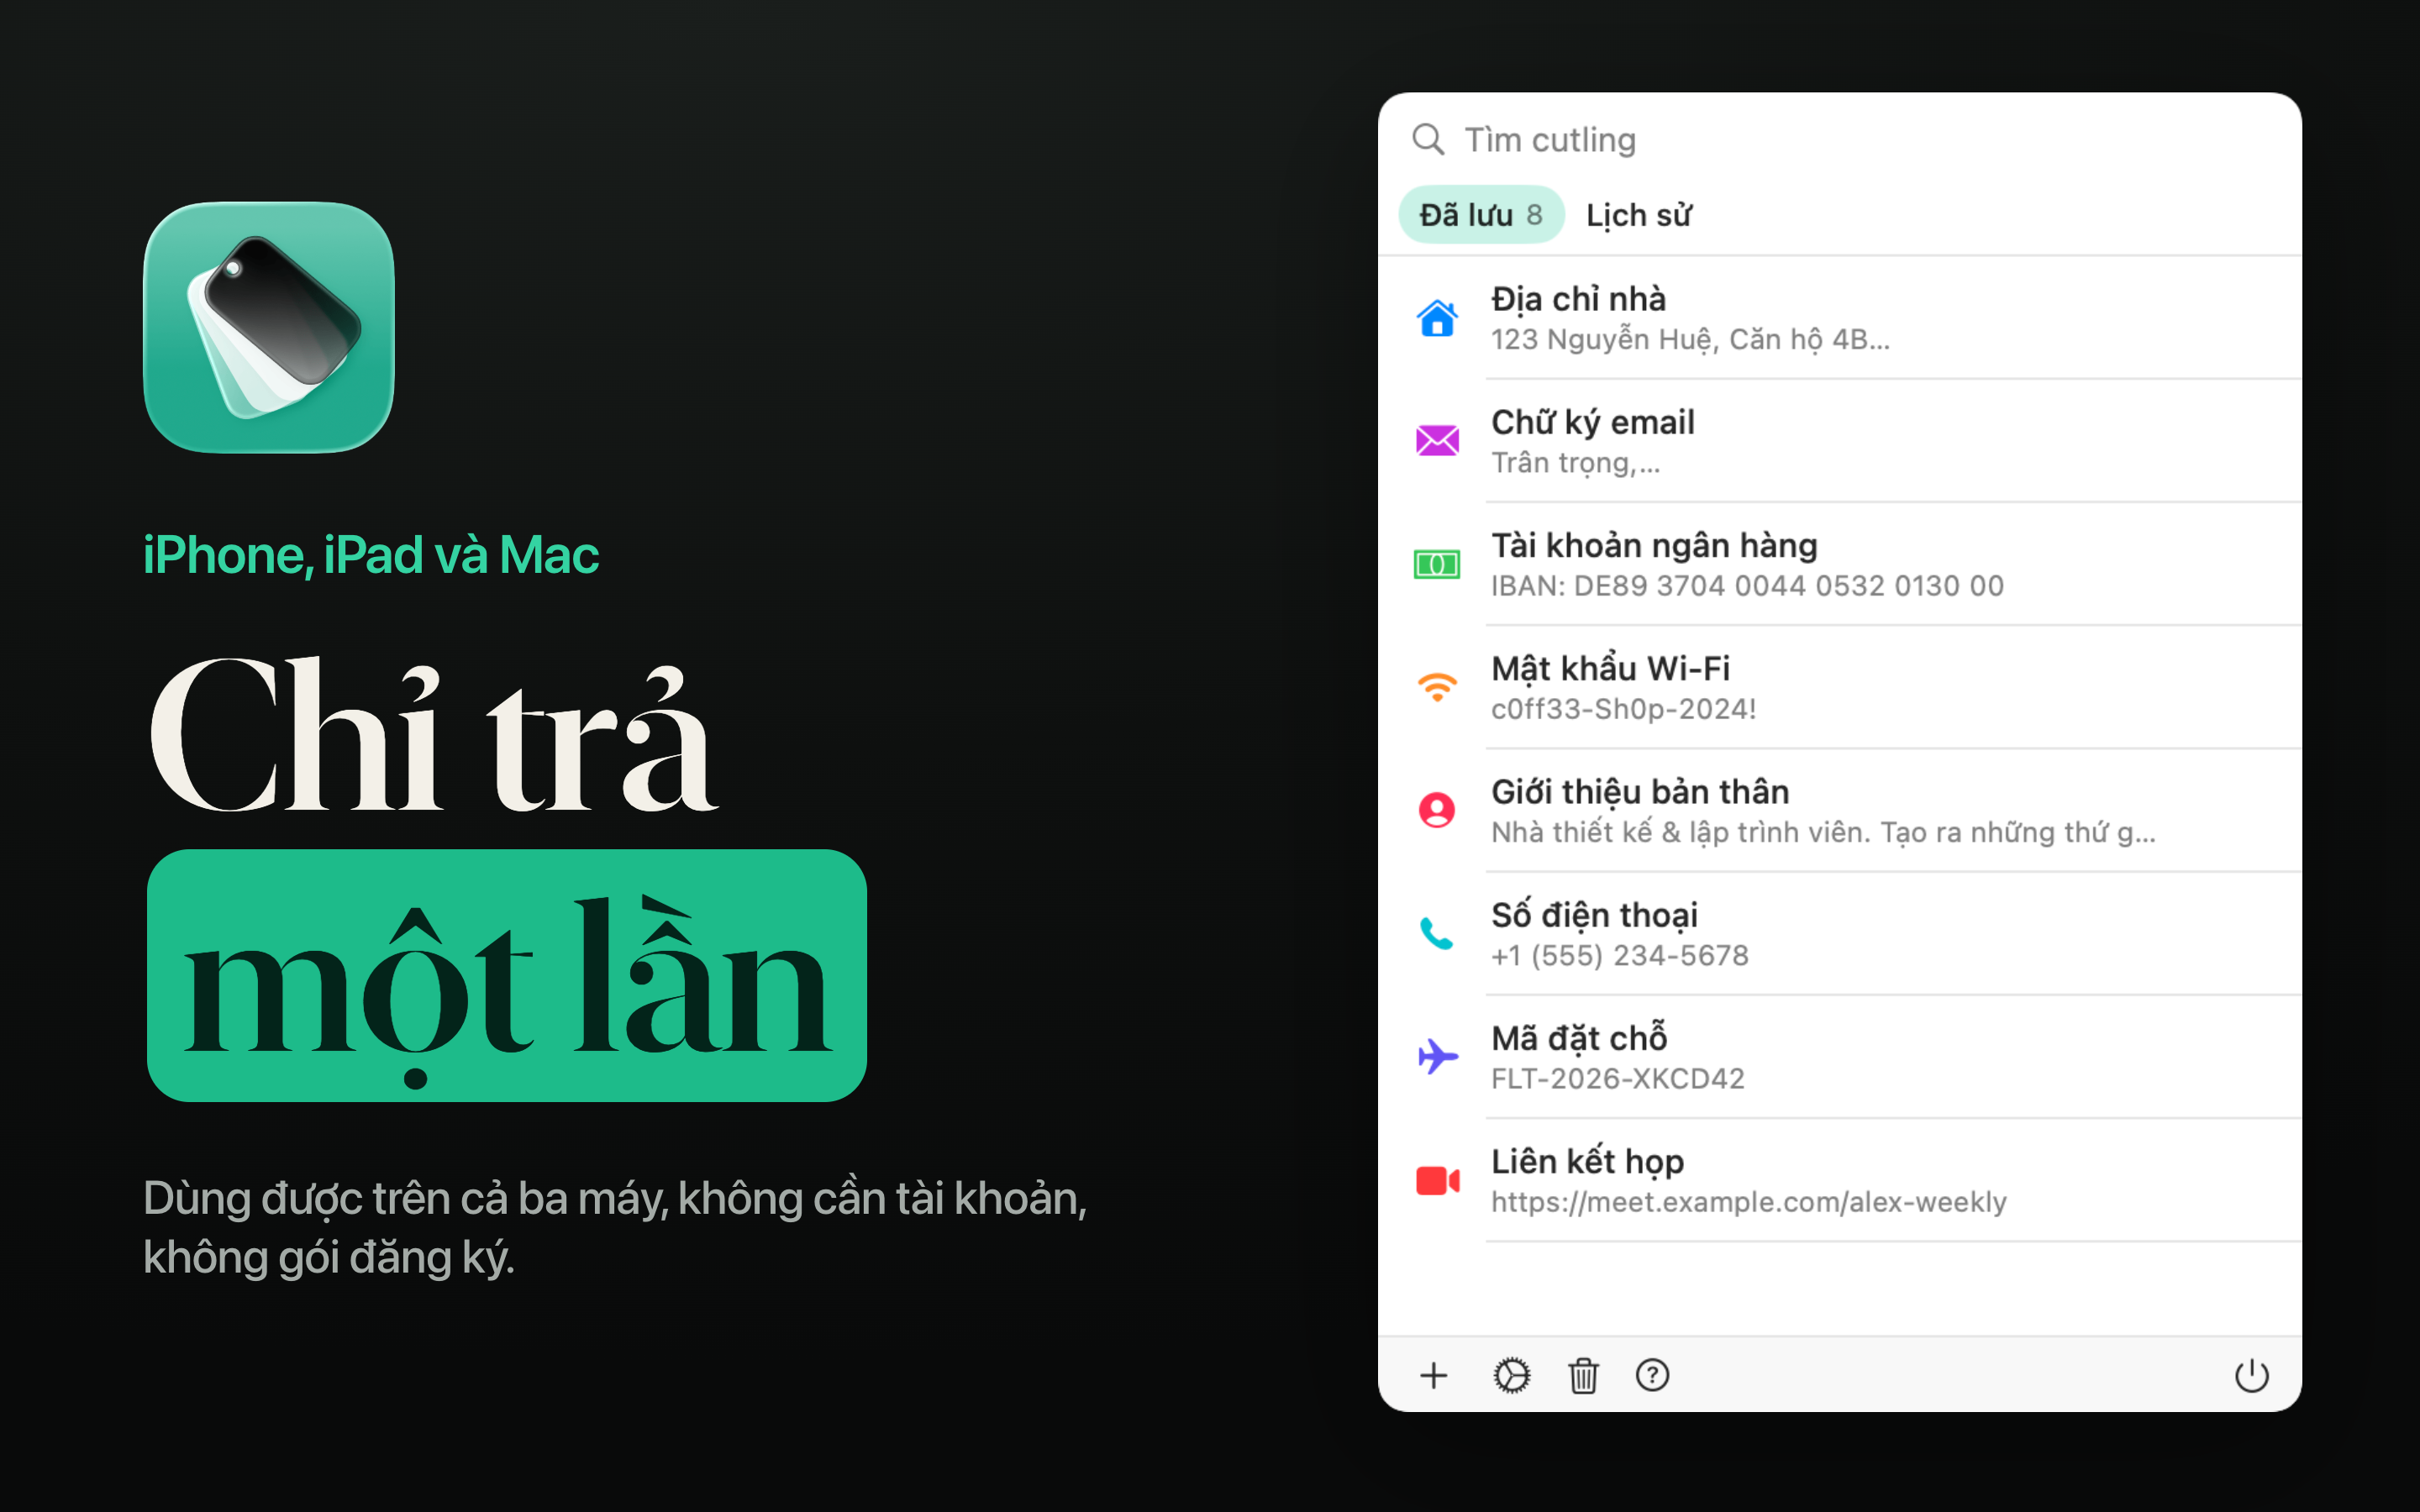 iPhone, iPad và Mac
Chỉ trả
một lần
Dùng được trên cả ba máy, không cần tài khoản,
không gói đăng ký.
Tìm cutling
Đã lưu 8 Lịch sử
Địa chỉ nhà
123 Nguyễn Huệ, Căn hộ 4B...
Chữ ký email
Trân trọng,...
Tài khoản ngân hàng
IBAN: DE89 3704 0044 0532 0130 00
Mật khẩu Wi-Fi
c0ff33-Sh0p-2024!
Giới thiệu bản thân
Nhà thiết kế & lập trình viên. Tạo ra những thứ g...
Số điện thoại
+1 (555) 234-5678
Mã đặt chỗ
FLT-2026-XKCD42
Liên kết họp
https://meet.example.com/alex-weekly